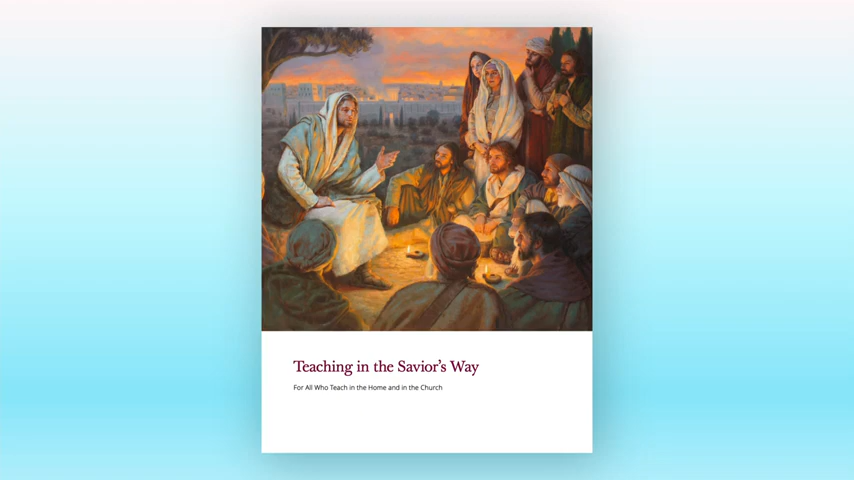 Teaching in the Savior’s Way
For All Who Teach in the Home and in the Church